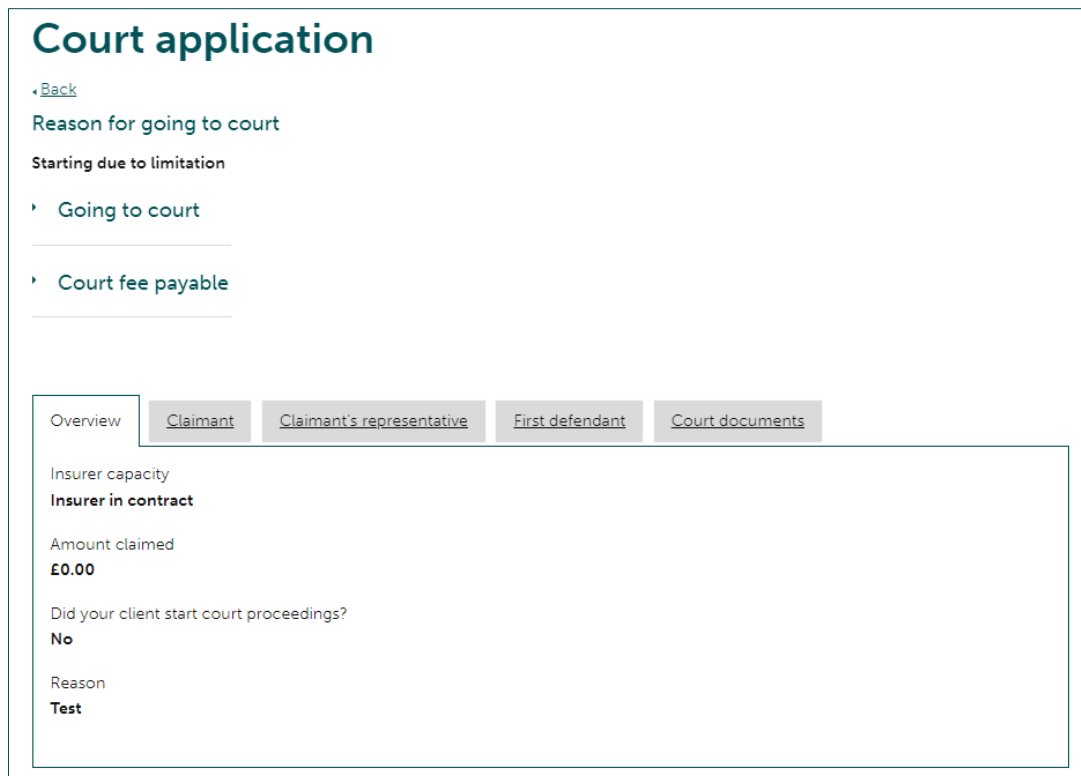 Court application
Back
Reason for going to court
Starting due to limitation
Going to court
Court fee payable
Overview Claimant Claimant's representative First defendant Court documents
Insurer capacity
Insurer in contract
Amount claimed
£0.00
Did your client start court proceedings?
No
Reason
Test